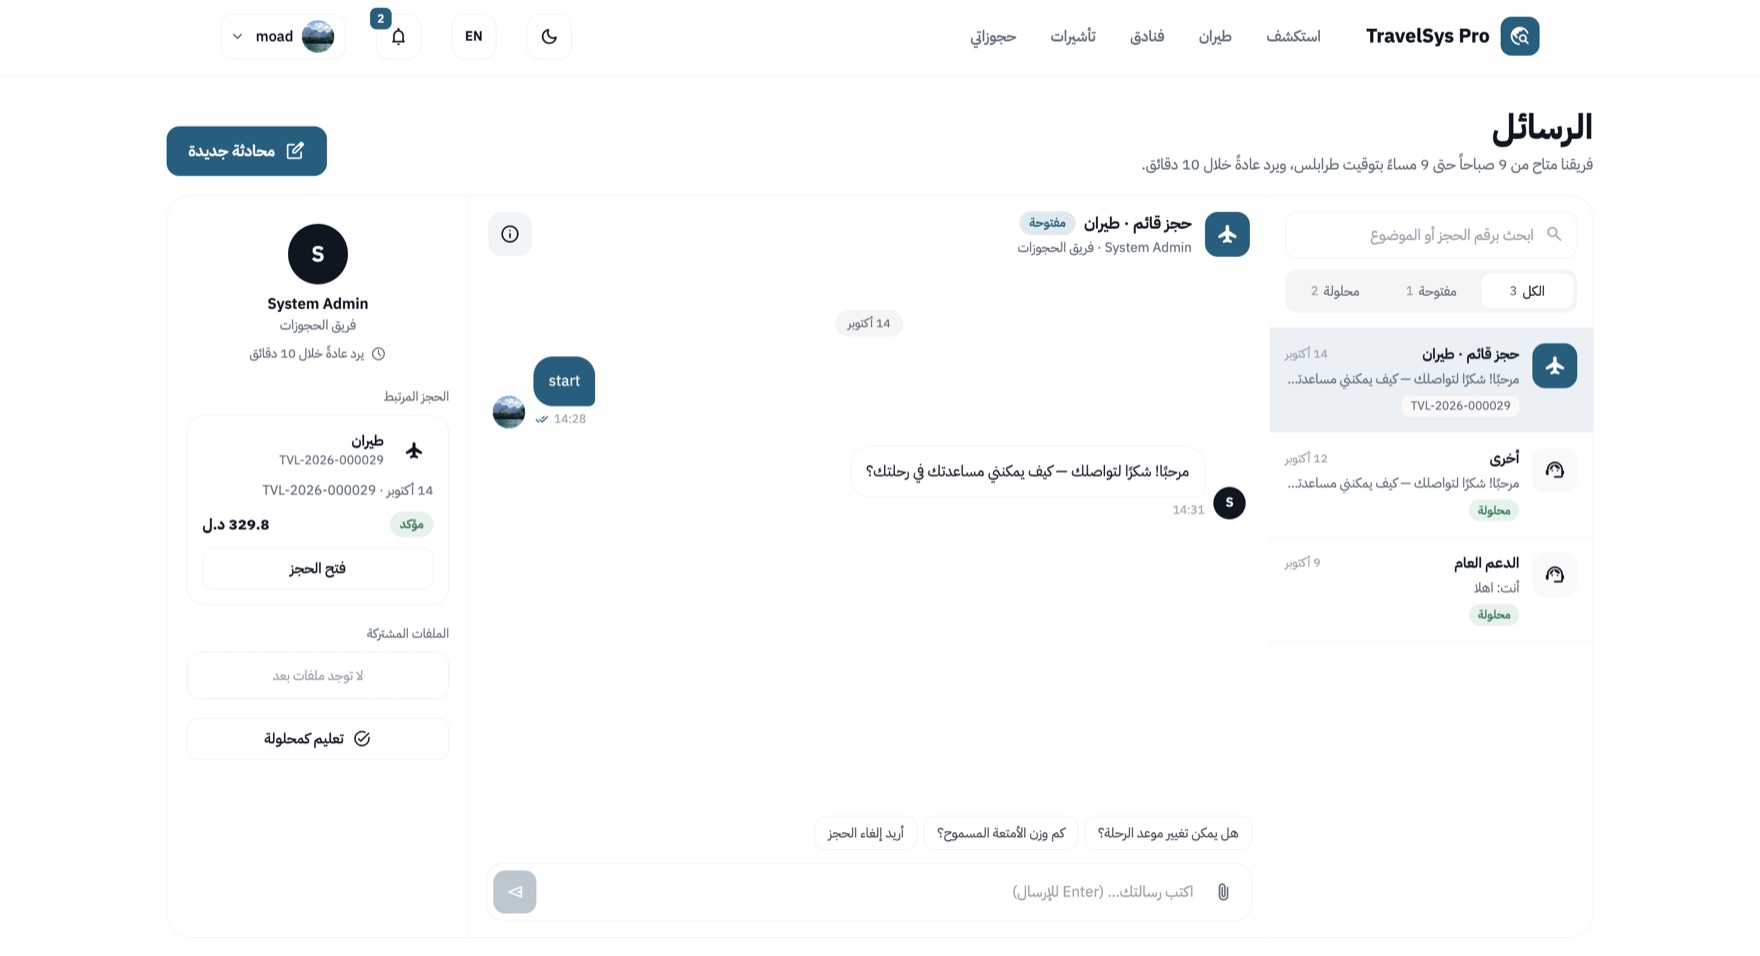 TravelSys Pro
استكشف
طيران
فنادق
تأشيرات
حجوزاتي
EN
2
moad
الرسائل
فريقنا متاح من 9 صباحاً حتى 9 مساءً بتوقيت طرابلس، ويرد عادةً خلال 10 دقائق.
محادثة جديدة
ابحث برقم الحجز أو الموضوع
الكل 3
مفتوحة 1
محلولة 2
حجز قائم · طيران
14 أكتوبر
مرحبًا! شكرًا لتواصلك — كيف يمكنني مساعدتـ...
TVL-2026-000029
أخرى
12 أكتوبر
مرحبًا! شكرًا لتواصلك — كيف يمكنني مساعدتـ...
محلولة
الدعم العام
9 أكتوبر
أنت: اهلا
محلولة
حجز قائم · طيران مفتوحة
System Admin · فريق الحجوزات
14 أكتوبر
start
14:28
مرحبًا! شكرًا لتواصلك — كيف يمكنني مساعدتك في رحلتك؟
S
14:31
هل يمكن تغيير موعد الرحلة؟
كم وزن الأمتعة المسموح؟
أريد إلغاء الحجز
اكتب رسالتك... (Enter للإرسال)
S
System Admin
فريق الحجوزات
يرد عادةً خلال 10 دقائق
الحجز المرتبط
طيران
TVL-2026-000029
14 أكتوبر · TVL-2026-000029
مؤكد
329.8 د.ل
فتح الحجز
الملفات المشتركة
لا توجد ملفات بعد
تعليم كمحلولة